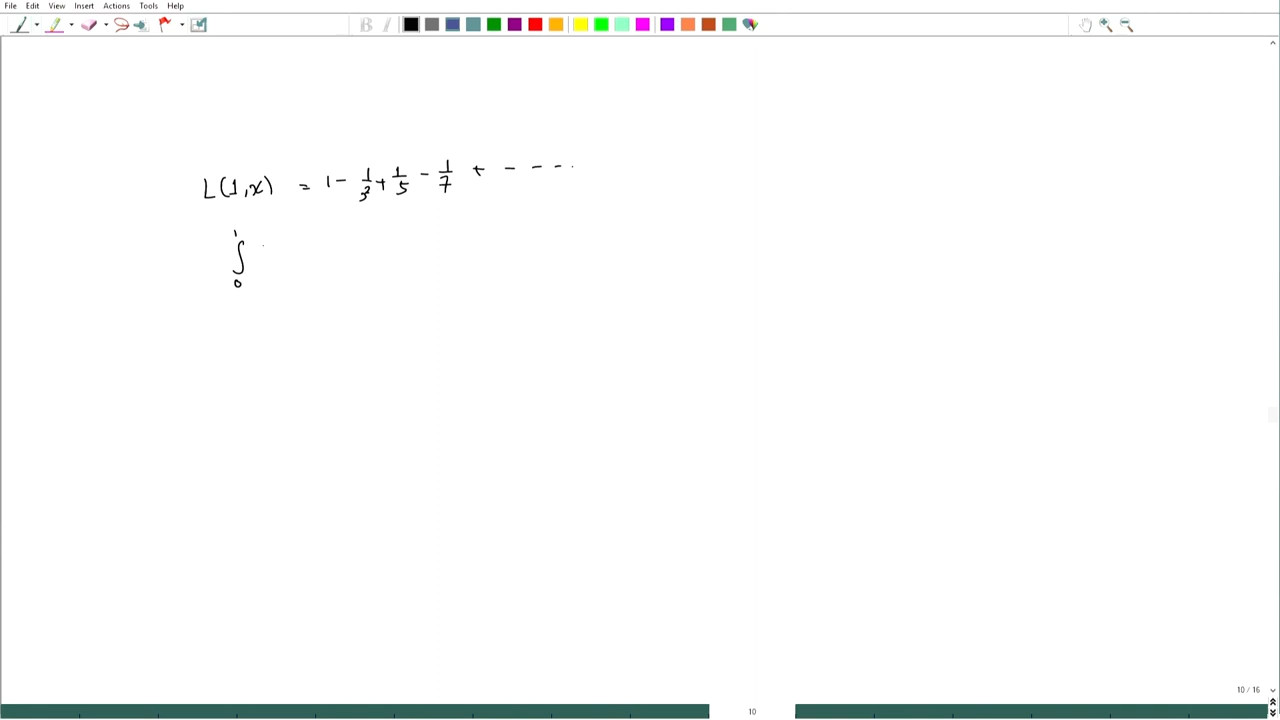 File Edit View Insert Actions Tools Help
B I
L(1,χ) = 1 - 1/3 + 1/5 - 1/7 + - - - .
∫₀¹
10 / 16
10